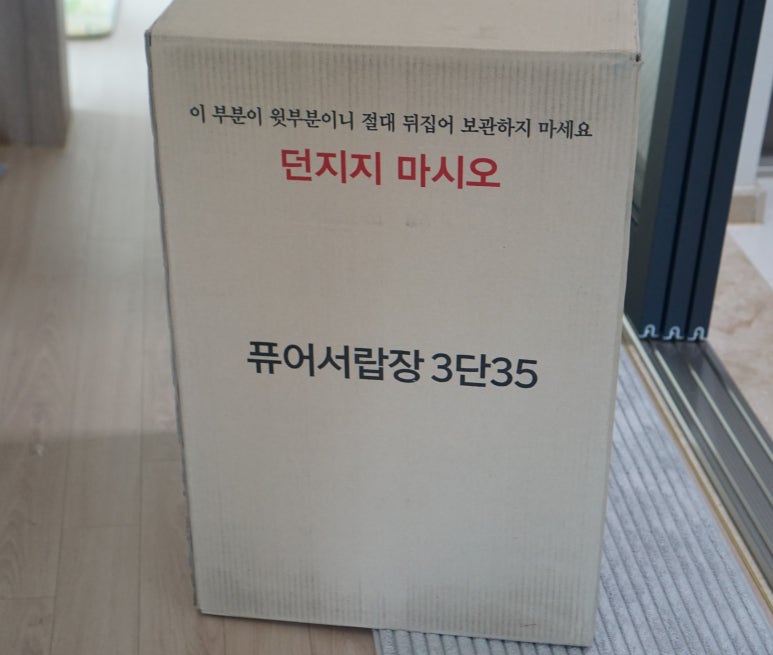 이 부분이 윗부분이니 절대 뒤집어 보관하지 마세요
던지지 마시오
퓨어서랍장 3단35